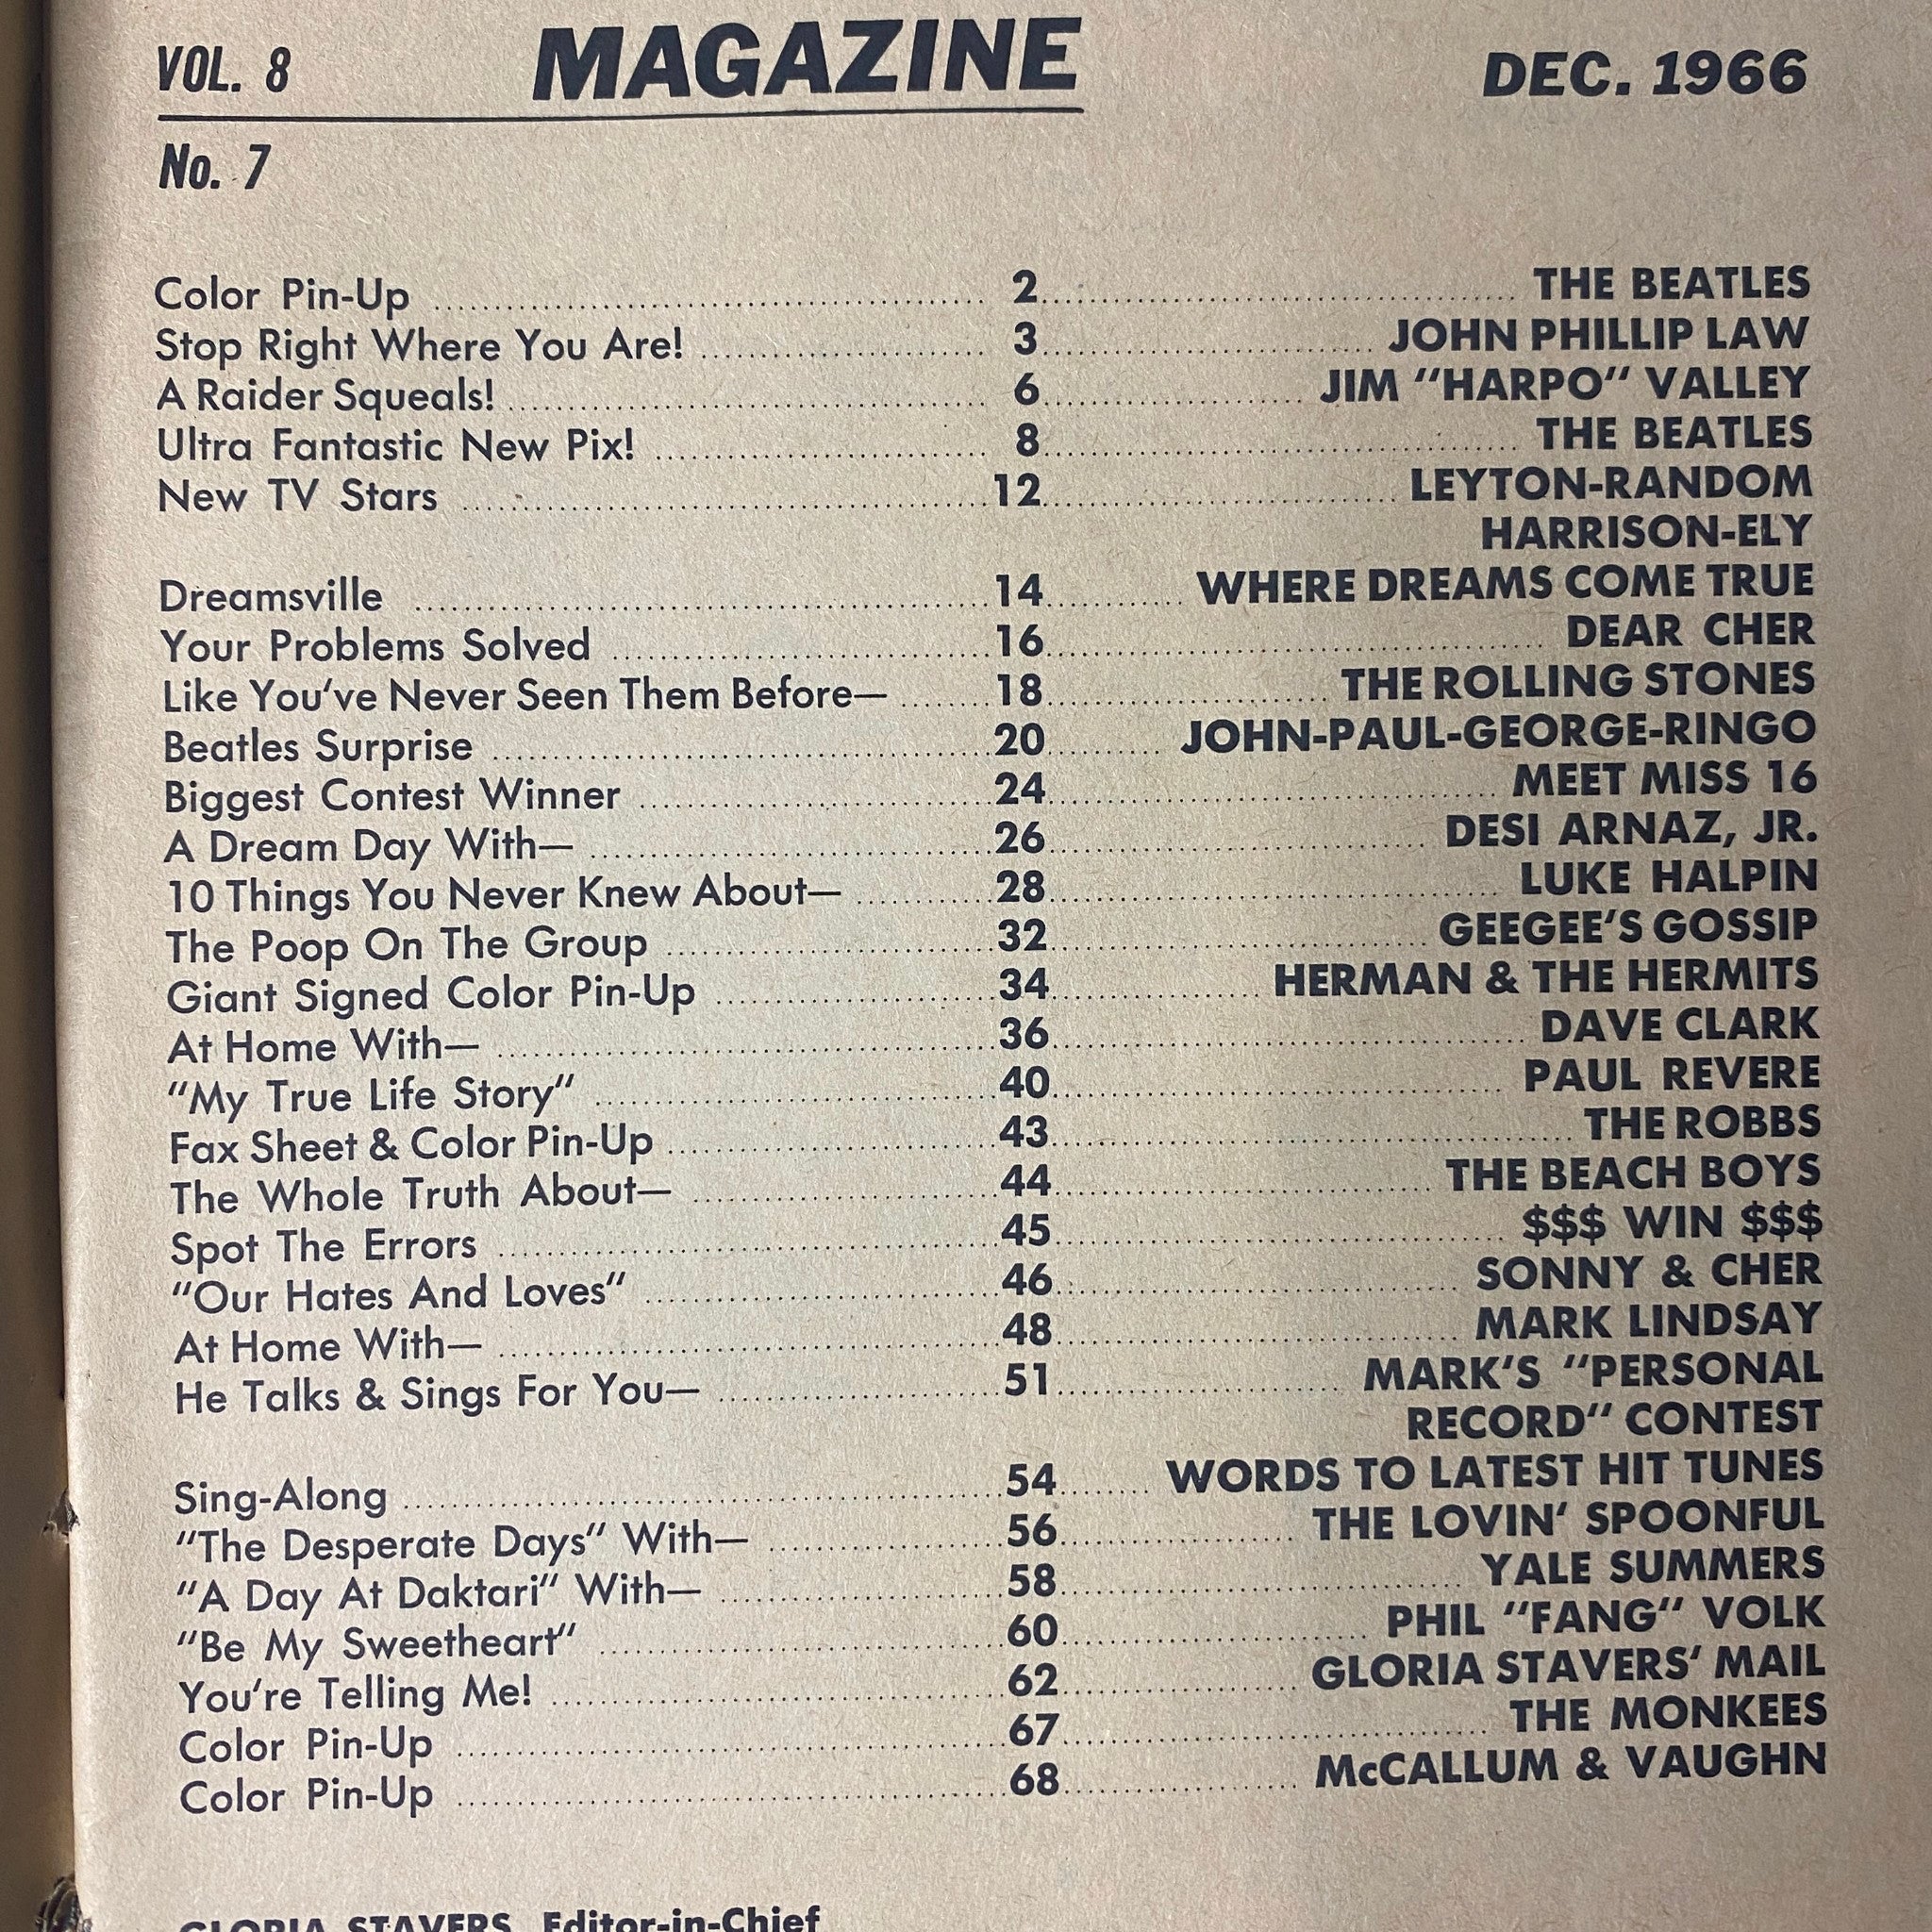 VOL. 8 MAGAZINE DEC. 1966
No. 7
Color Pin-Up 2 THE BEATLES
Stop Right Where You Are! 3 JOHN PHILLIP LAW
A Raider Squeals! 6 JIM "HARPO" VALLEY
Ultra Fantastic New Pix! 8 THE BEATLES
New TV Stars 12 LEYTON-RANDOM
HARRISON-ELY
Dreamsville 14 WHERE DREAMS COME TRUE
Your Problems Solved 16 DEAR CHER
Like You've Never Seen Them Before— 18 THE ROLLING STONES
Beatles Surprise 20 JOHN-PAUL-GEORGE-RINGO
Biggest Contest Winner 24 MEET MISS 16
A Dream Day With— 26 DESI ARNAZ, JR.
10 Things You Never Knew About— 28 LUKE HALPIN
The Poop On The Group 32 GEEGEE'S GOSSIP
Giant Signed Color Pin-Up 34 HERMAN & THE HERMITS
At Home With— 36 DAVE CLARK
"My True Life Story" 40 PAUL REVERE
Fax Sheet & Color Pin-Up 43 THE ROBBS
The Whole Truth About— 44 THE BEACH BOYS
Spot The Errors 45 $$$ WIN $$$
"Our Hates And Loves" 46 SONNY & CHER
At Home With— 48 MARK LINDSAY
He Talks & Sings For You— 51 MARK'S "PERSONAL
RECORD" CONTEST
Sing-Along 54 WORDS TO LATEST HIT TUNES
"The Desperate Days" With— 56 THE LOVIN' SPOONFUL
"A Day At Daktari" With— 58 YALE SUMMERS
"Be My Sweetheart" 60 PHIL "FANG" VOLK
You're Telling Me! 62 GLORIA STAVERS' MAIL
Color Pin-Up 67 THE MONKEES
Color Pin-Up 68 McCALLUM & VAUGHN
GLORIA STAVERS, Editor-in-Chief